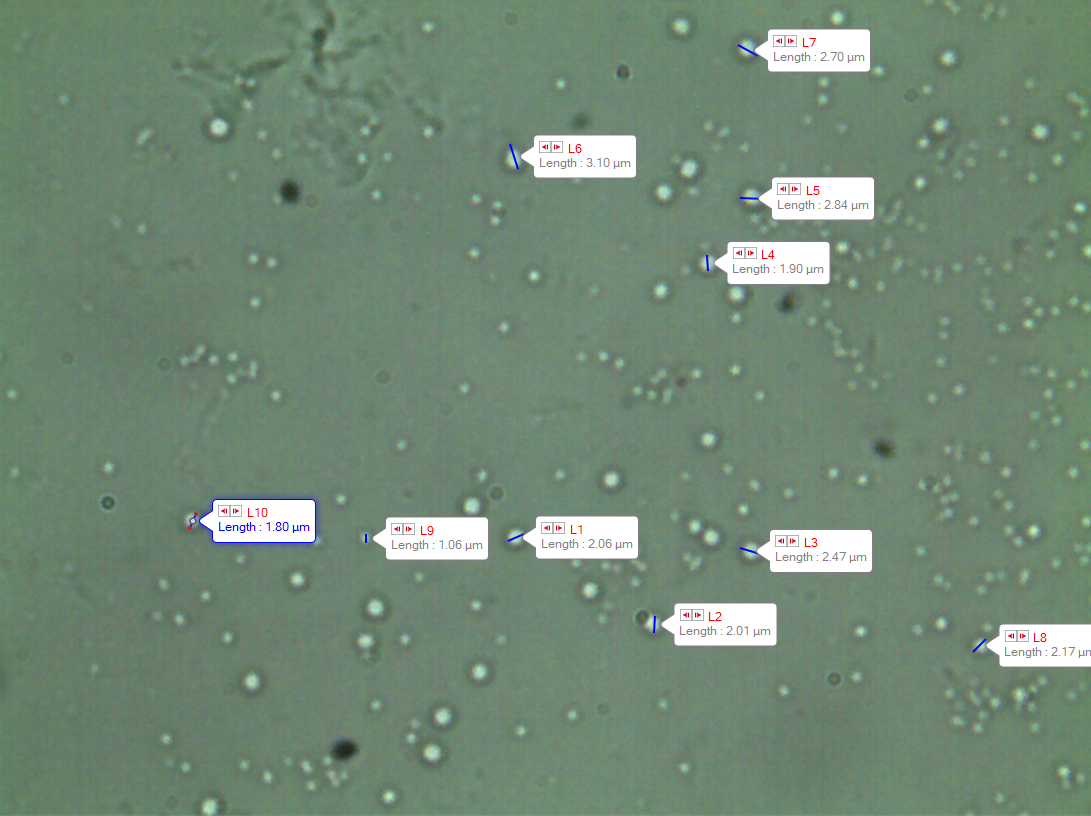 L7
Length : 2.70 µm
L6
Length : 3.10 µm
L5
Length : 2.84 µm
L4
Length : 1.90 µm
L10
Length : 1.80 µm
L9
Length : 1.06 µm
L1
Length : 2.06 µm
L3
Length : 2.47 µm
L2
Length : 2.01 µm
L8
Length : 2.17 µm